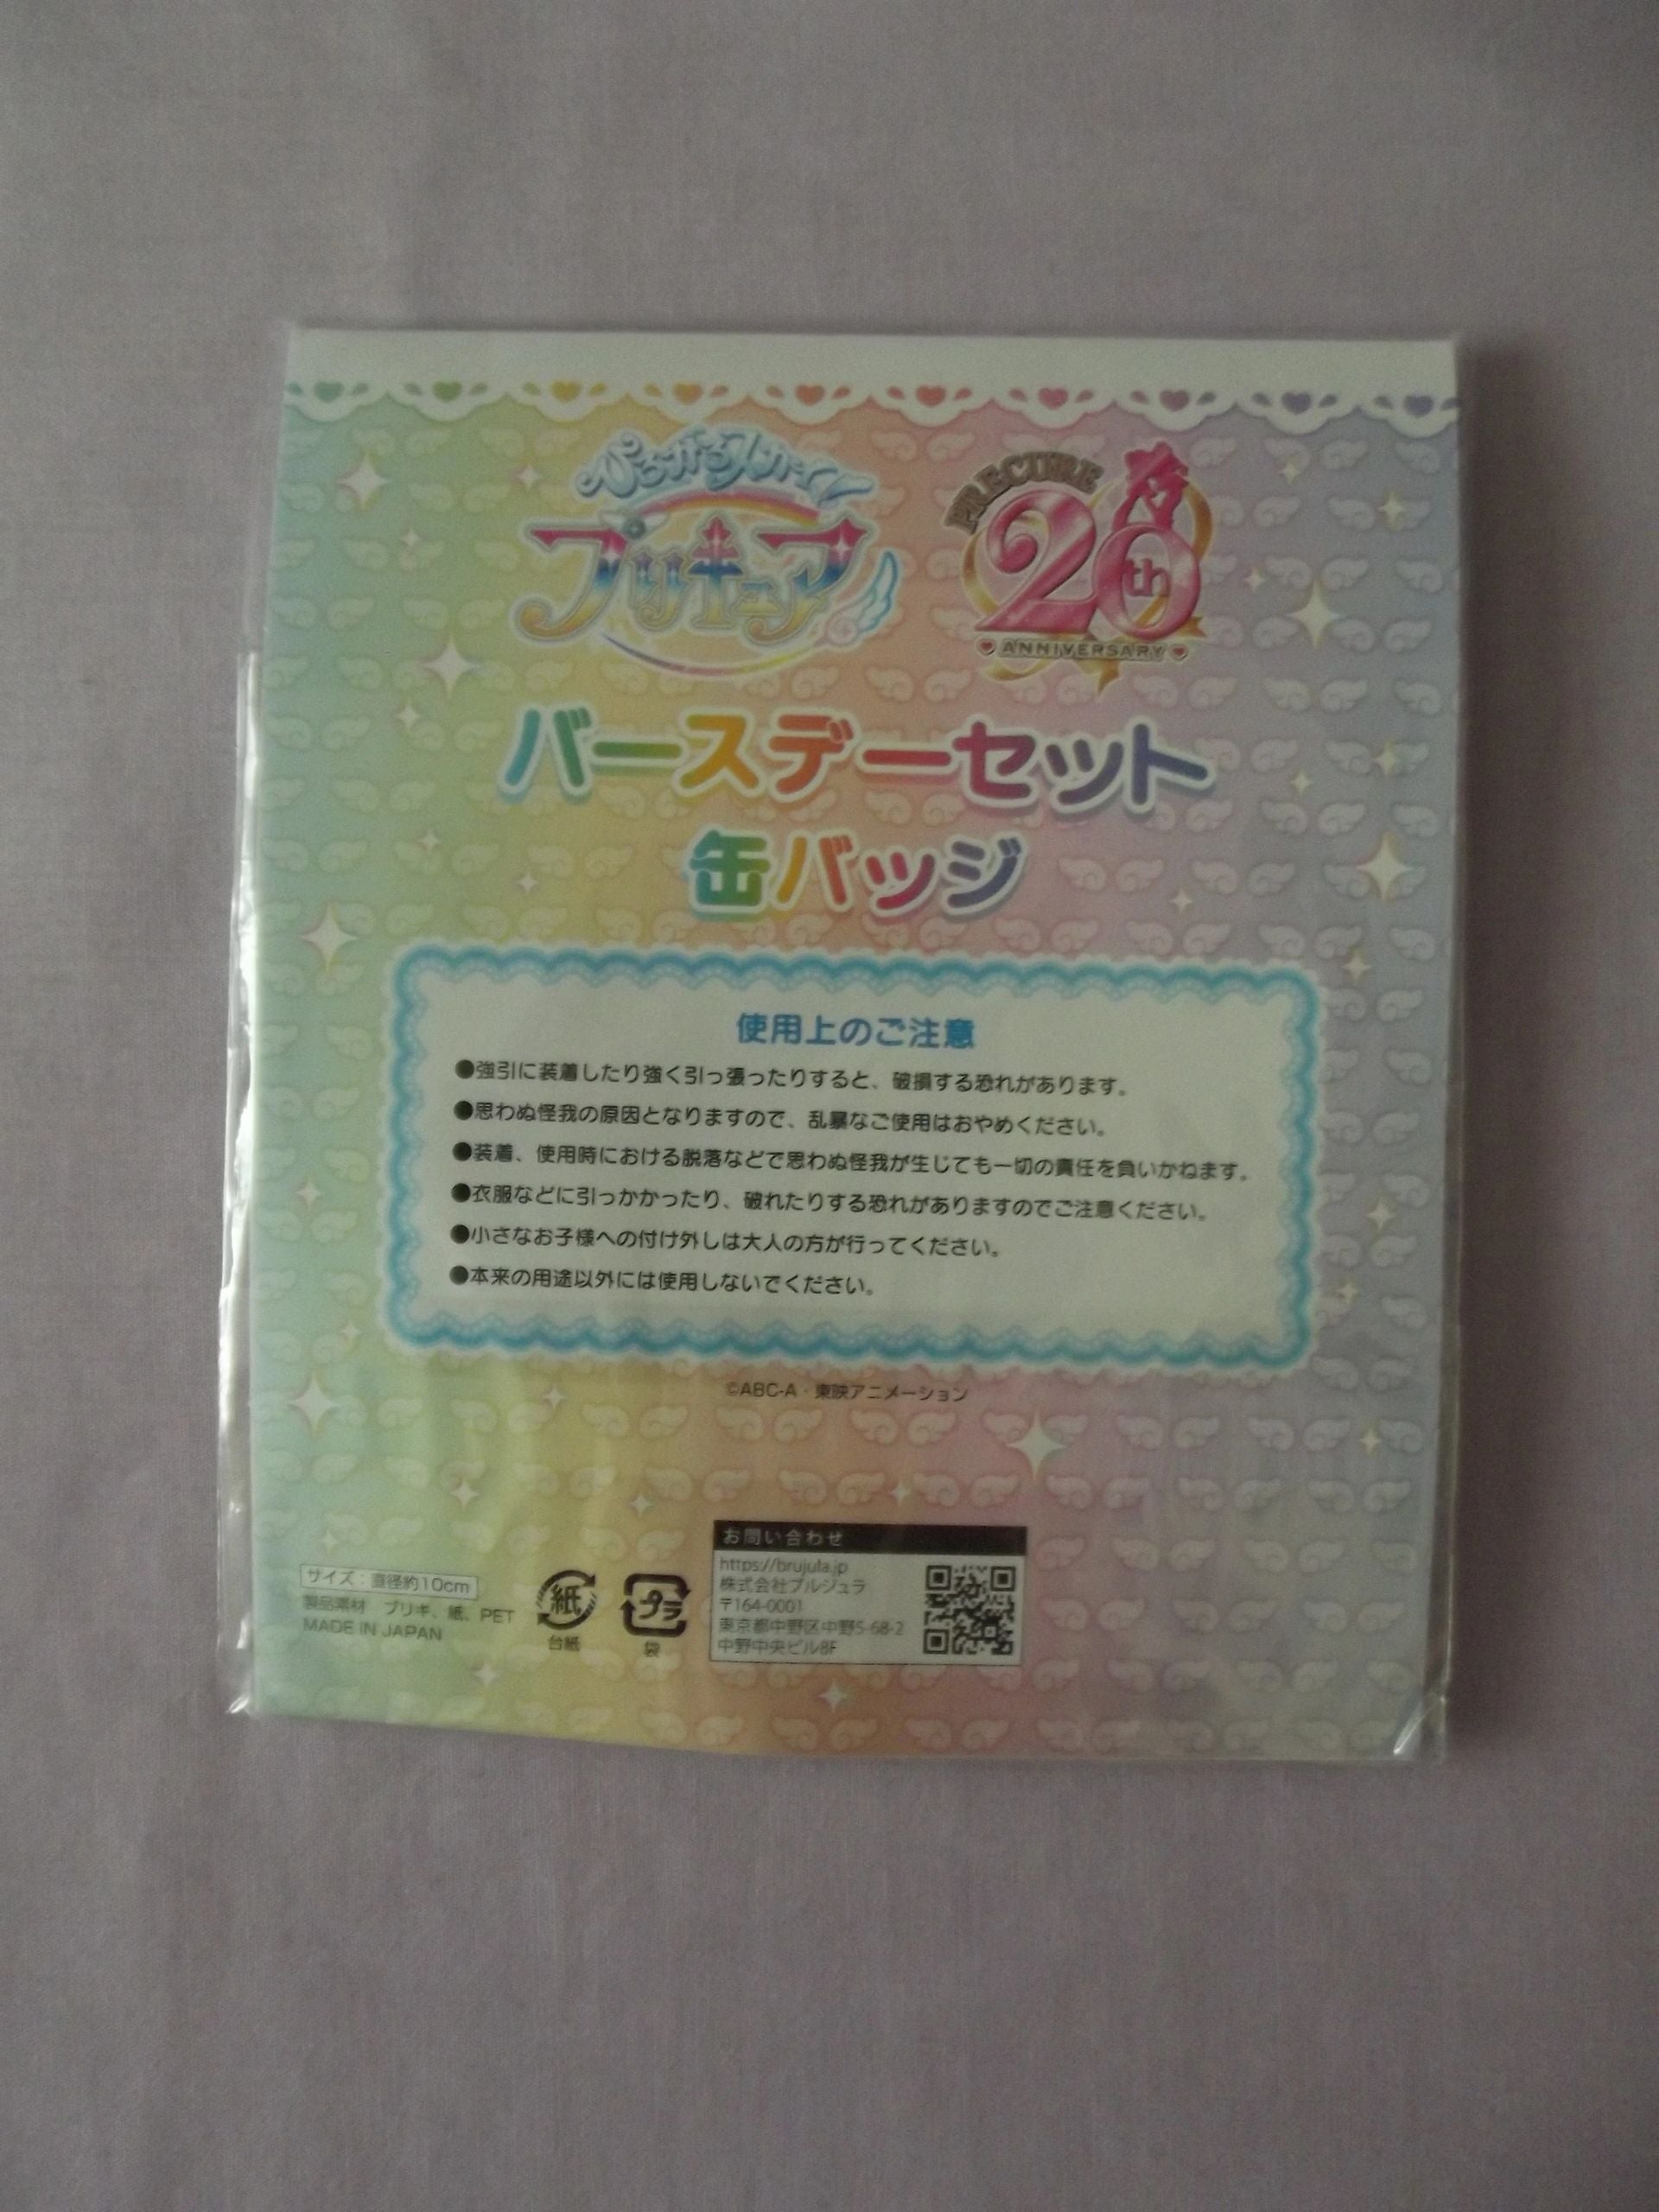 ひろがるスカイ!
プリキュア
PRECURE
20th
ANNIVERSARY
バースデーセット
缶バッジ
使用上のご注意
●強引に装着したり強く引っ張ったりすると、破損する恐れがあります。
●思わぬ怪我の原因となりますので、乱暴なご使用はおやめください。
●装着、使用時における脱落などで思わぬ怪我が生じても一切の責任を負いかねます。
●衣服などに引っかかったり、破れたりする恐れがありますのでご注意ください。
●小さなお子様への付け外しは大人の方が行ってください。
●本来の用途以外には使用しないでください。
©ABC-A・東映アニメーション
サイズ：直径約10cm
製品素材　ブリキ、紙、PET
MADE IN JAPAN
紙
台紙
プラ
袋
お問い合わせ
https://brujula.jp
株式会社ブルジュラ
〒164-0001
東京都中野区中野5-68-2
中野中央ビル8F